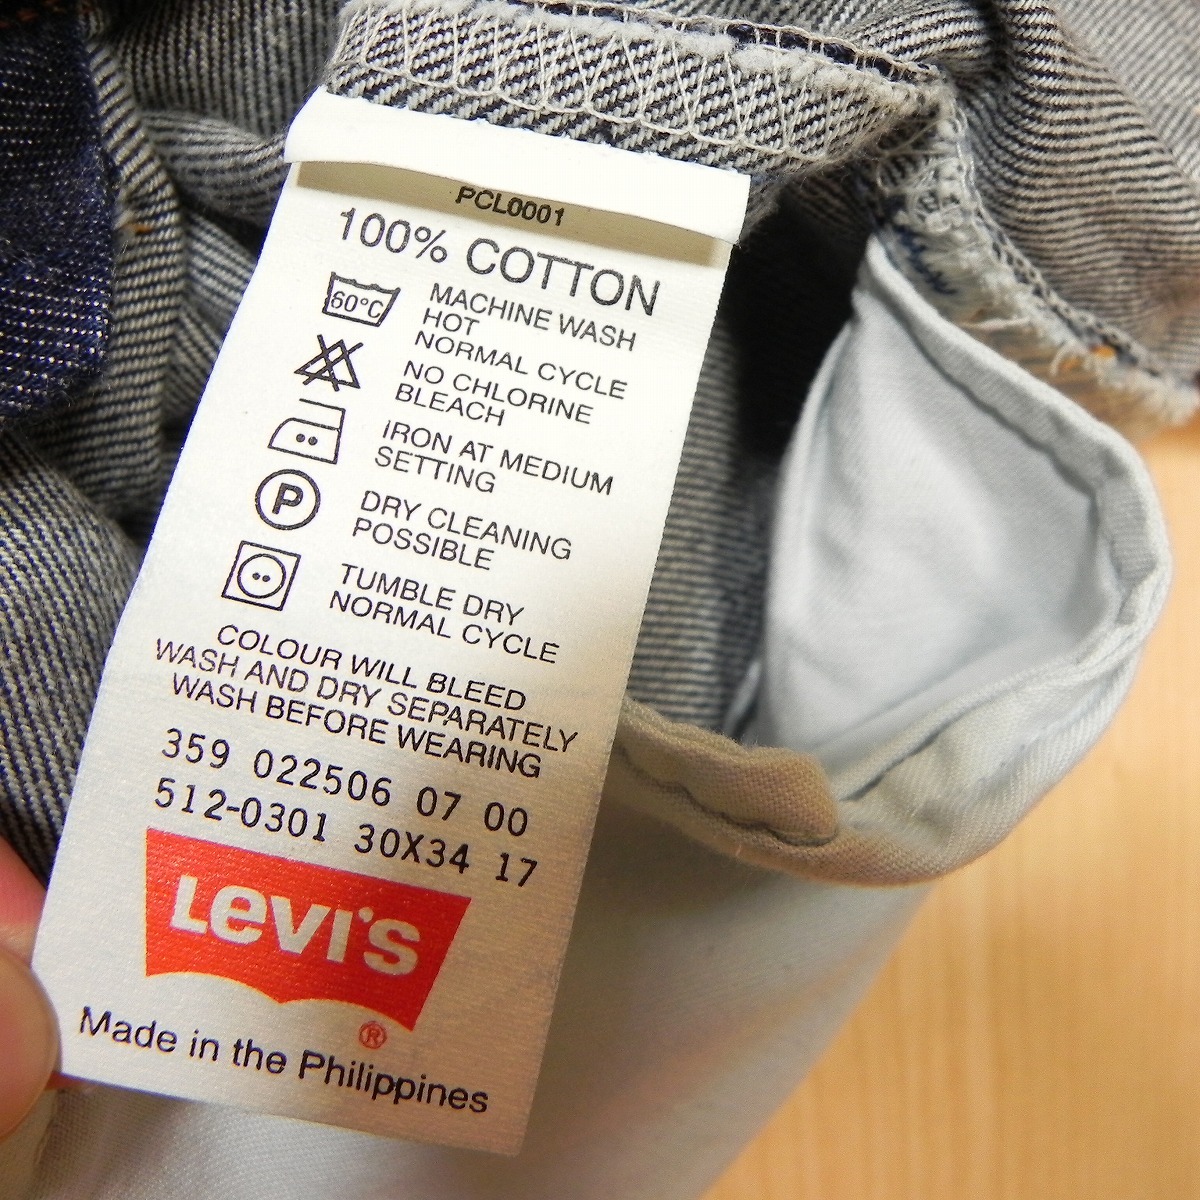 PCL0001
100% COTTON
60°C
MACHINE WASH
HOT
NORMAL CYCLE
NO CHLORINE
BLEACH
IRON AT MEDIUM
SETTING
P
DRY CLEANING
POSSIBLE
TUMBLE DRY
NORMAL CYCLE
COLOUR WILL BLEED
WASH AND DRY SEPARATELY
WASH BEFORE WEARING
359 022506 07 00
512-0301 30X34 17
LEVI'S
®
Made in the Philippines